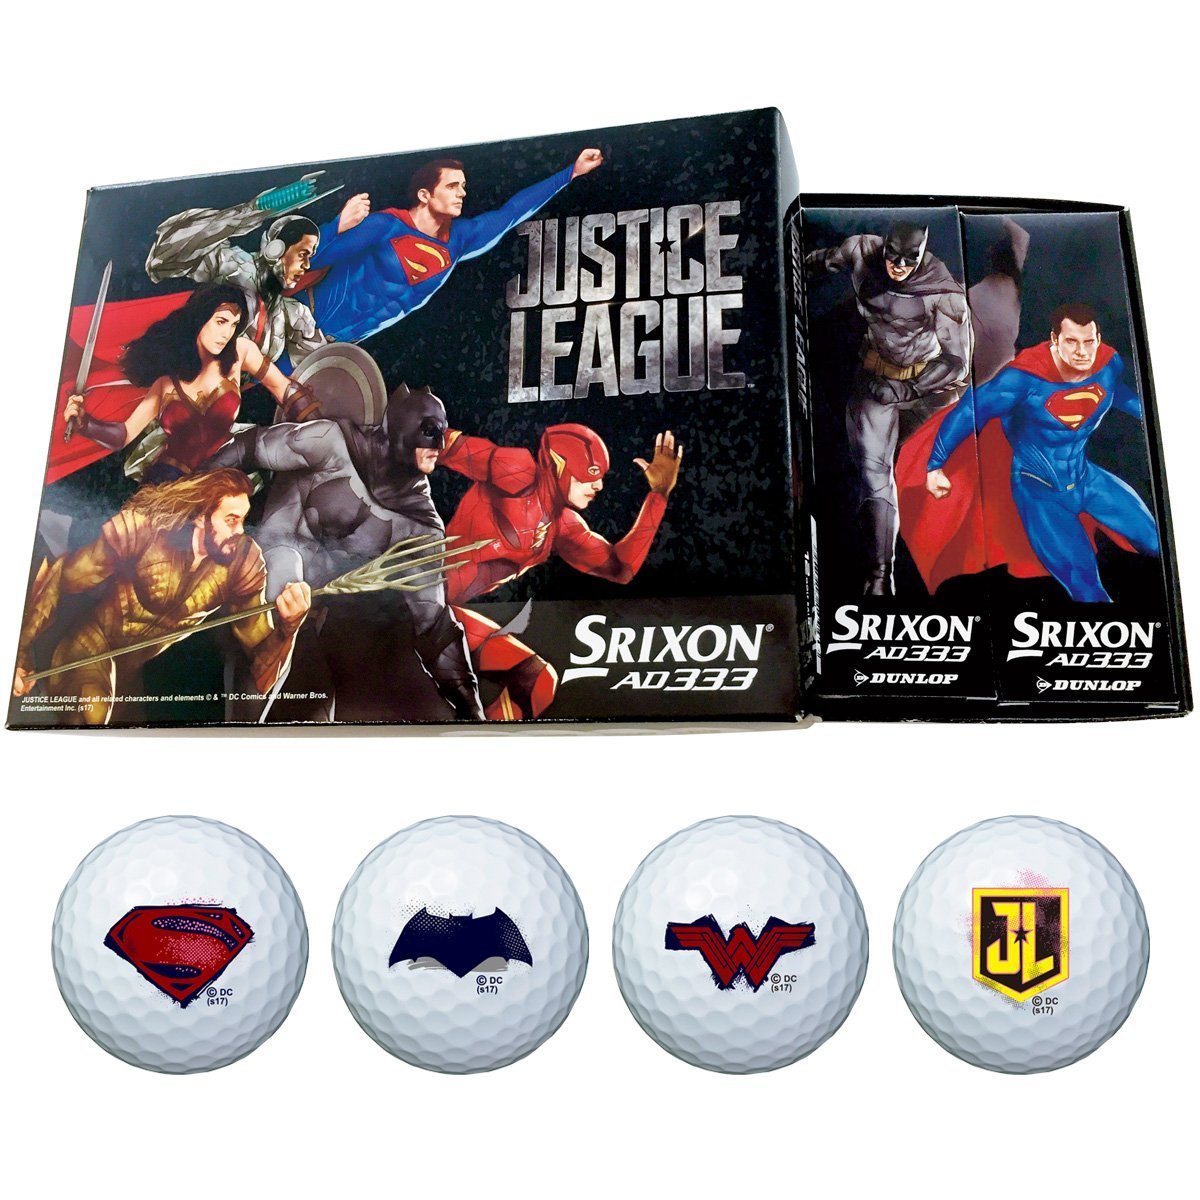 JUSTICE
LEAGUE™
SRIXON®
AD333
JUSTICE LEAGUE and all related characters and elements © & ™ DC Comics and Warner Bros.
Entertainment Inc. (s17)
SRIXON®
AD333
DUNLOP
SRIXON®
AD333
DUNLOP
© DC
(s17)
© DC
(s17)
W
© DC
(s17)
JL
© DC
(s17)